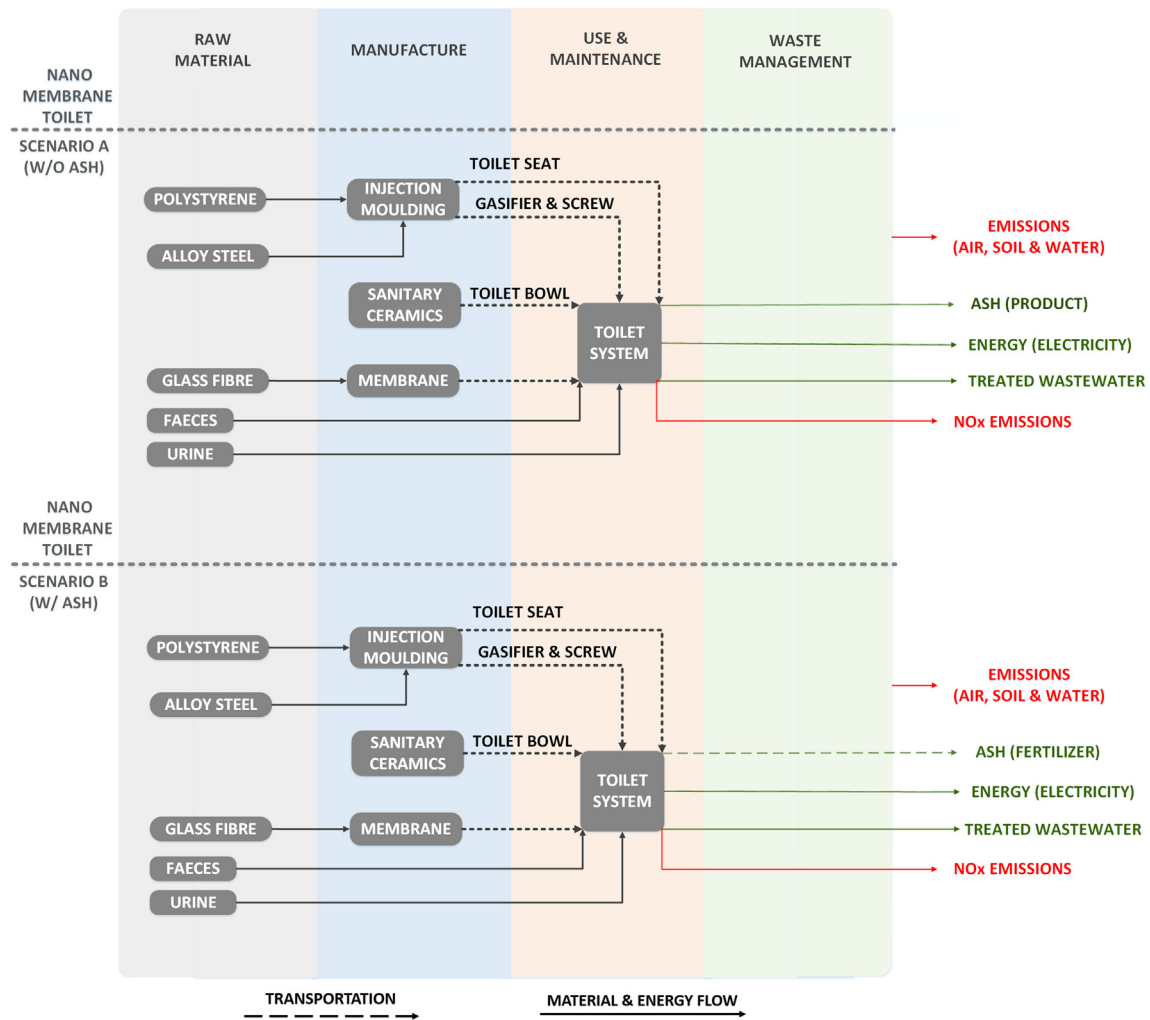 RAW
MATERIAL
MANUFACTURE
USE &
MAINTENANCE
WASTE
MANAGEMENT
NANO
MEMBRANE
TOILET
SCENARIO A
(W/O ASH)
TOILET SEAT
POLYSTYRENE
INJECTION
MOULDING
GASIFIER & SCREW
ALLOY STEEL
EMISSIONS
(AIR, SOIL & WATER)
SANITARY
CERAMICS
TOILET BOWL
TOILET
SYSTEM
ASH (PRODUCT)
ENERGY (ELECTRICITY)
GLASS FIBRE
MEMBRANE
TREATED WASTEWATER
FAECES
NOx EMISSIONS
URINE
NANO
MEMBRANE
TOILET
SCENARIO B
(W/ ASH)
TOILET SEAT
POLYSTYRENE
INJECTION
MOULDING
GASIFIER & SCREW
ALLOY STEEL
EMISSIONS
(AIR, SOIL & WATER)
SANITARY
CERAMICS
TOILET BOWL
TOILET
SYSTEM
ASH (FERTILIZER)
ENERGY (ELECTRICITY)
GLASS FIBRE
MEMBRANE
TREATED WASTEWATER
FAECES
NOx EMISSIONS
URINE
TRANSPORTATION
MATERIAL & ENERGY FLOW